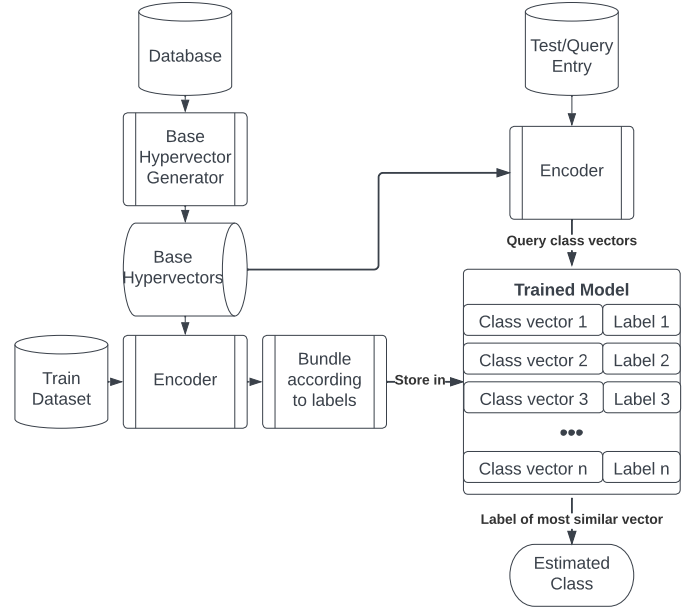 Database
Test/Query
Entry
Base
Hypervector
Generator
Encoder
Query class vectors
Base
Hypervectors
Trained Model
Class vector 1 Label 1
Class vector 2 Label 2
Class vector 3 Label 3
•••
Class vector n Label n
Train
Dataset
Encoder
Bundle
according
to labels
Store in
Label of most similar vector
Estimated
Class